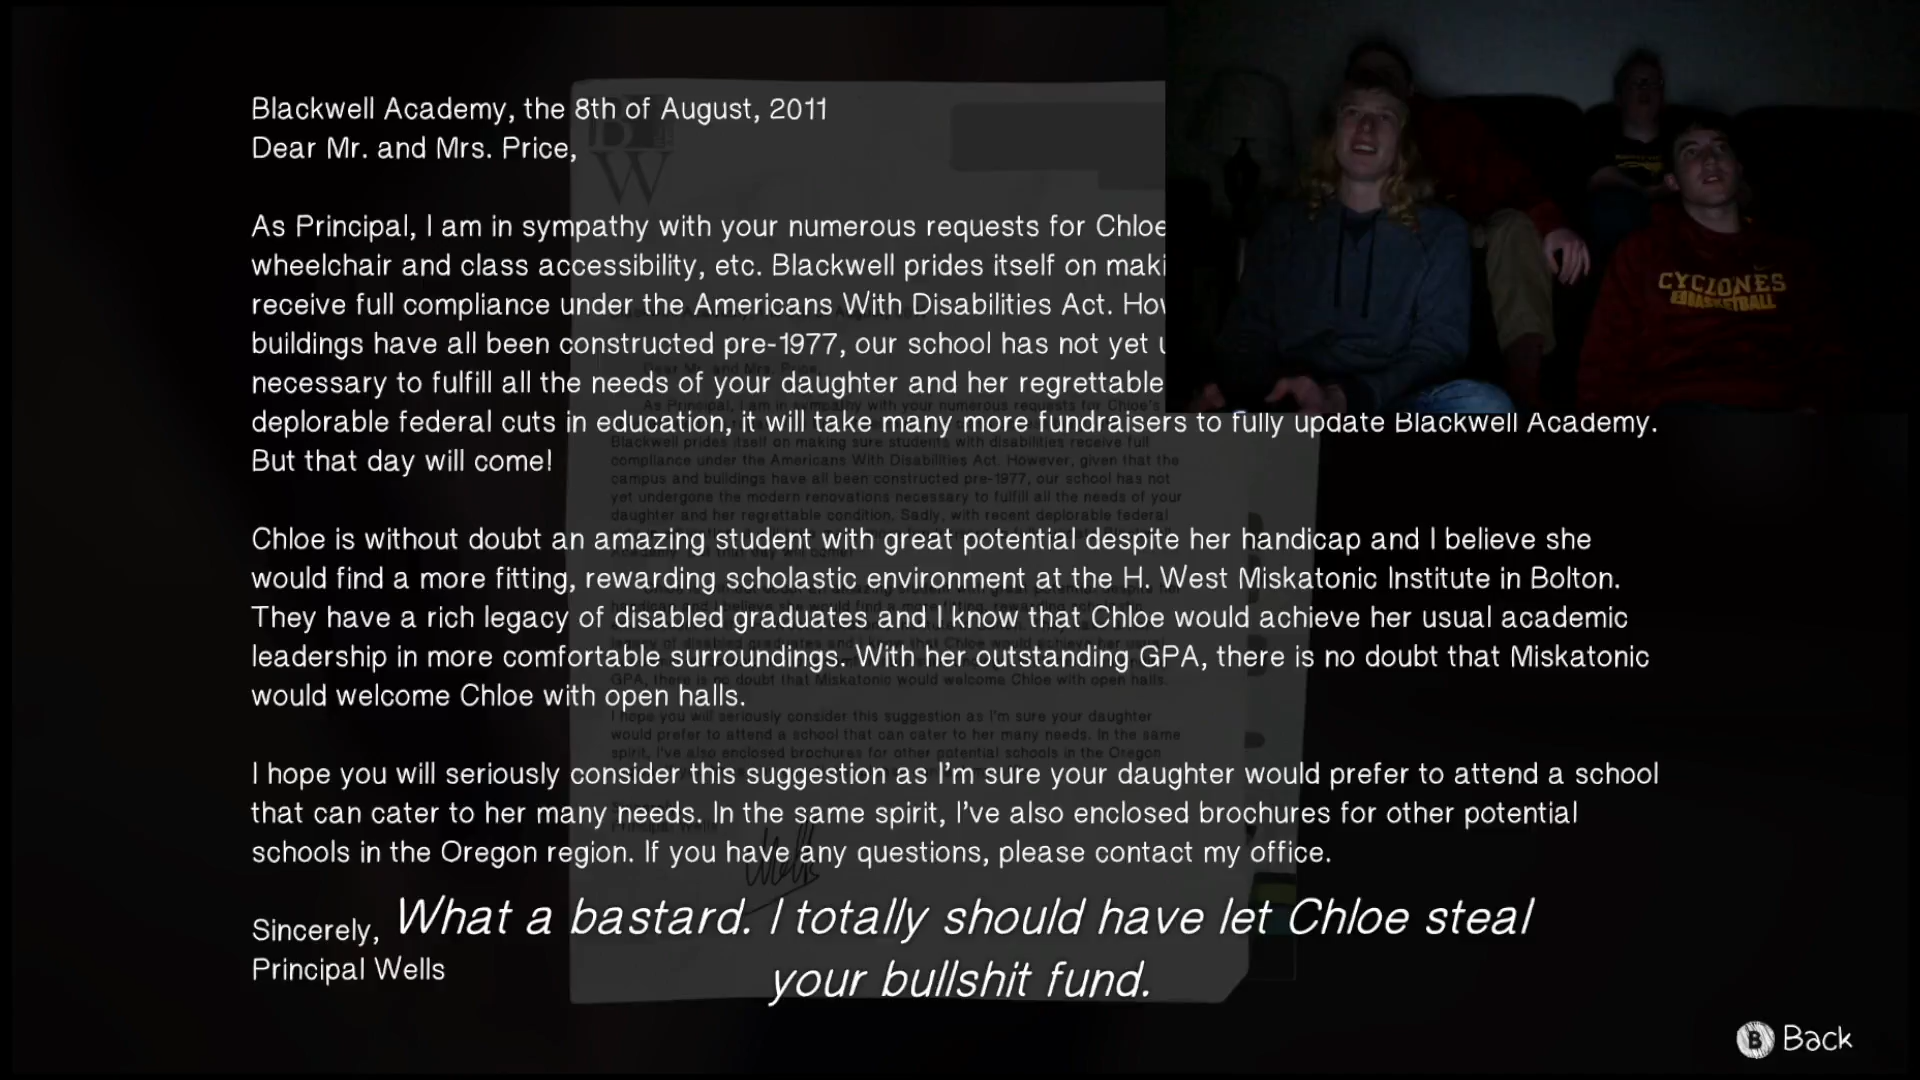 Blackwell Academy, the 8th of August, 2011
Dear Mr. and Mrs. Price,
As Principal, I am in sympathy with your numerous requests for Chloe
wheelchair and class accessibility, etc. Blackwell prides itself on maki
receive full compliance under the Americans With Disabilities Act. How
buildings have all been constructed pre-1977, our school has not yet
necessary to fulfill all the needs of your daughter and her regrettable
deplorable federal cuts in education, it will take many more fundraisers to fully update Blackwell Academy.
But that day will come!
Chloe is without doubt an amazing student with great potential despite her handicap and I believe she
would find a more fitting, rewarding scholastic environment at the H. West Miskatonic Institute in Bolton.
They have a rich legacy of disabled graduates and I know that Chloe would achieve her usual academic
leadership in more comfortable surroundings. With her outstanding GPA, there is no doubt that Miskatonic
would welcome Chloe with open halls.
I hope you will seriously consider this suggestion as I'm sure your daughter would prefer to attend a school
that can cater to her many needs. In the same spirit, I've also enclosed brochures for other potential
schools in the Oregon region. If you have any questions, please contact my office.
Sincerely,
Principal Wells
What a bastard. I totally should have let Chloe steal
your bullshit fund.
B Back
CYCLONES
BASKETBALL